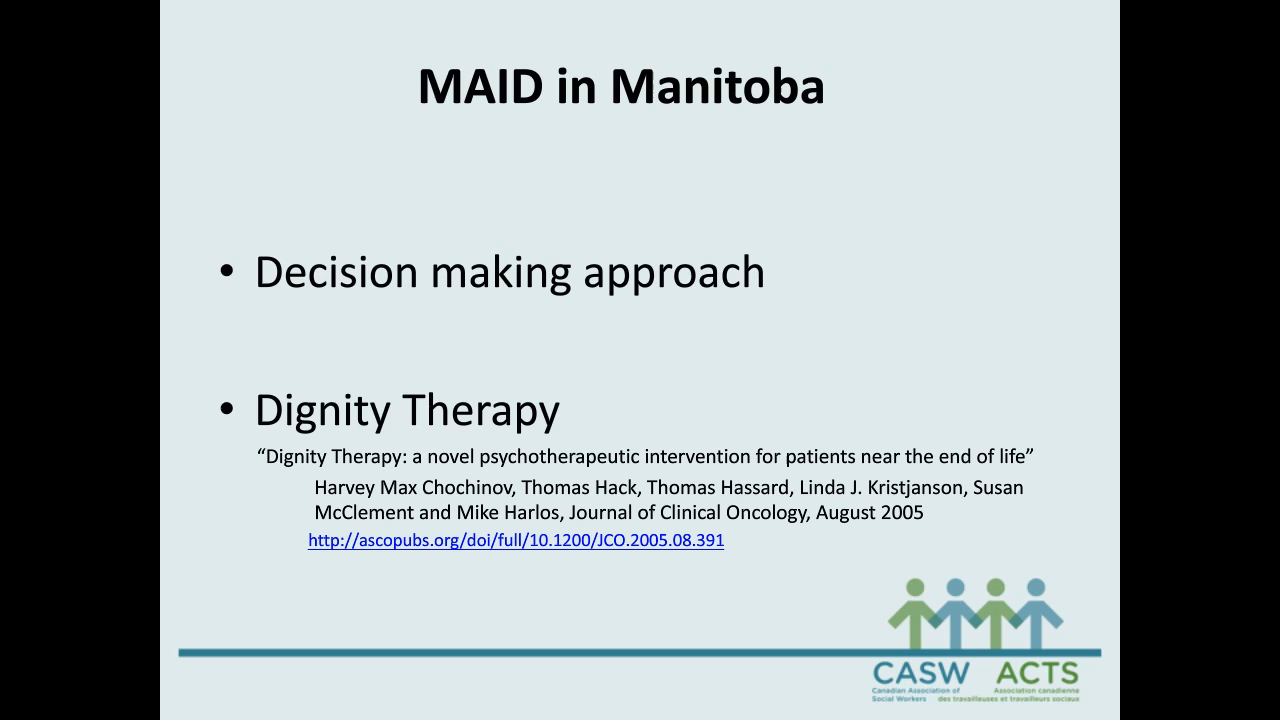 MAID in Manitoba
• Decision making approach
• Dignity Therapy
“Dignity Therapy: a novel psychotherapeutic intervention for patients near the end of life”
Harvey Max Chochinov, Thomas Hack, Thomas Hassard, Linda J. Kristjanson, Susan
McClement and Mike Harlos, Journal of Clinical Oncology, August 2005
http://ascopubs.org/doi/full/10.1200/JCO.2005.08.391
CASW ACTS
Canadian Association of Association canadienne
Social Workers des travailleuses et travailleurs sociaux